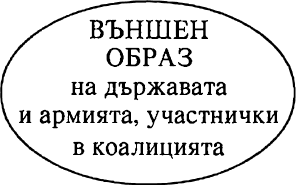 ВЪНШЕН
ОБРАЗ
на държавата
и армията, участнички
в коалицията